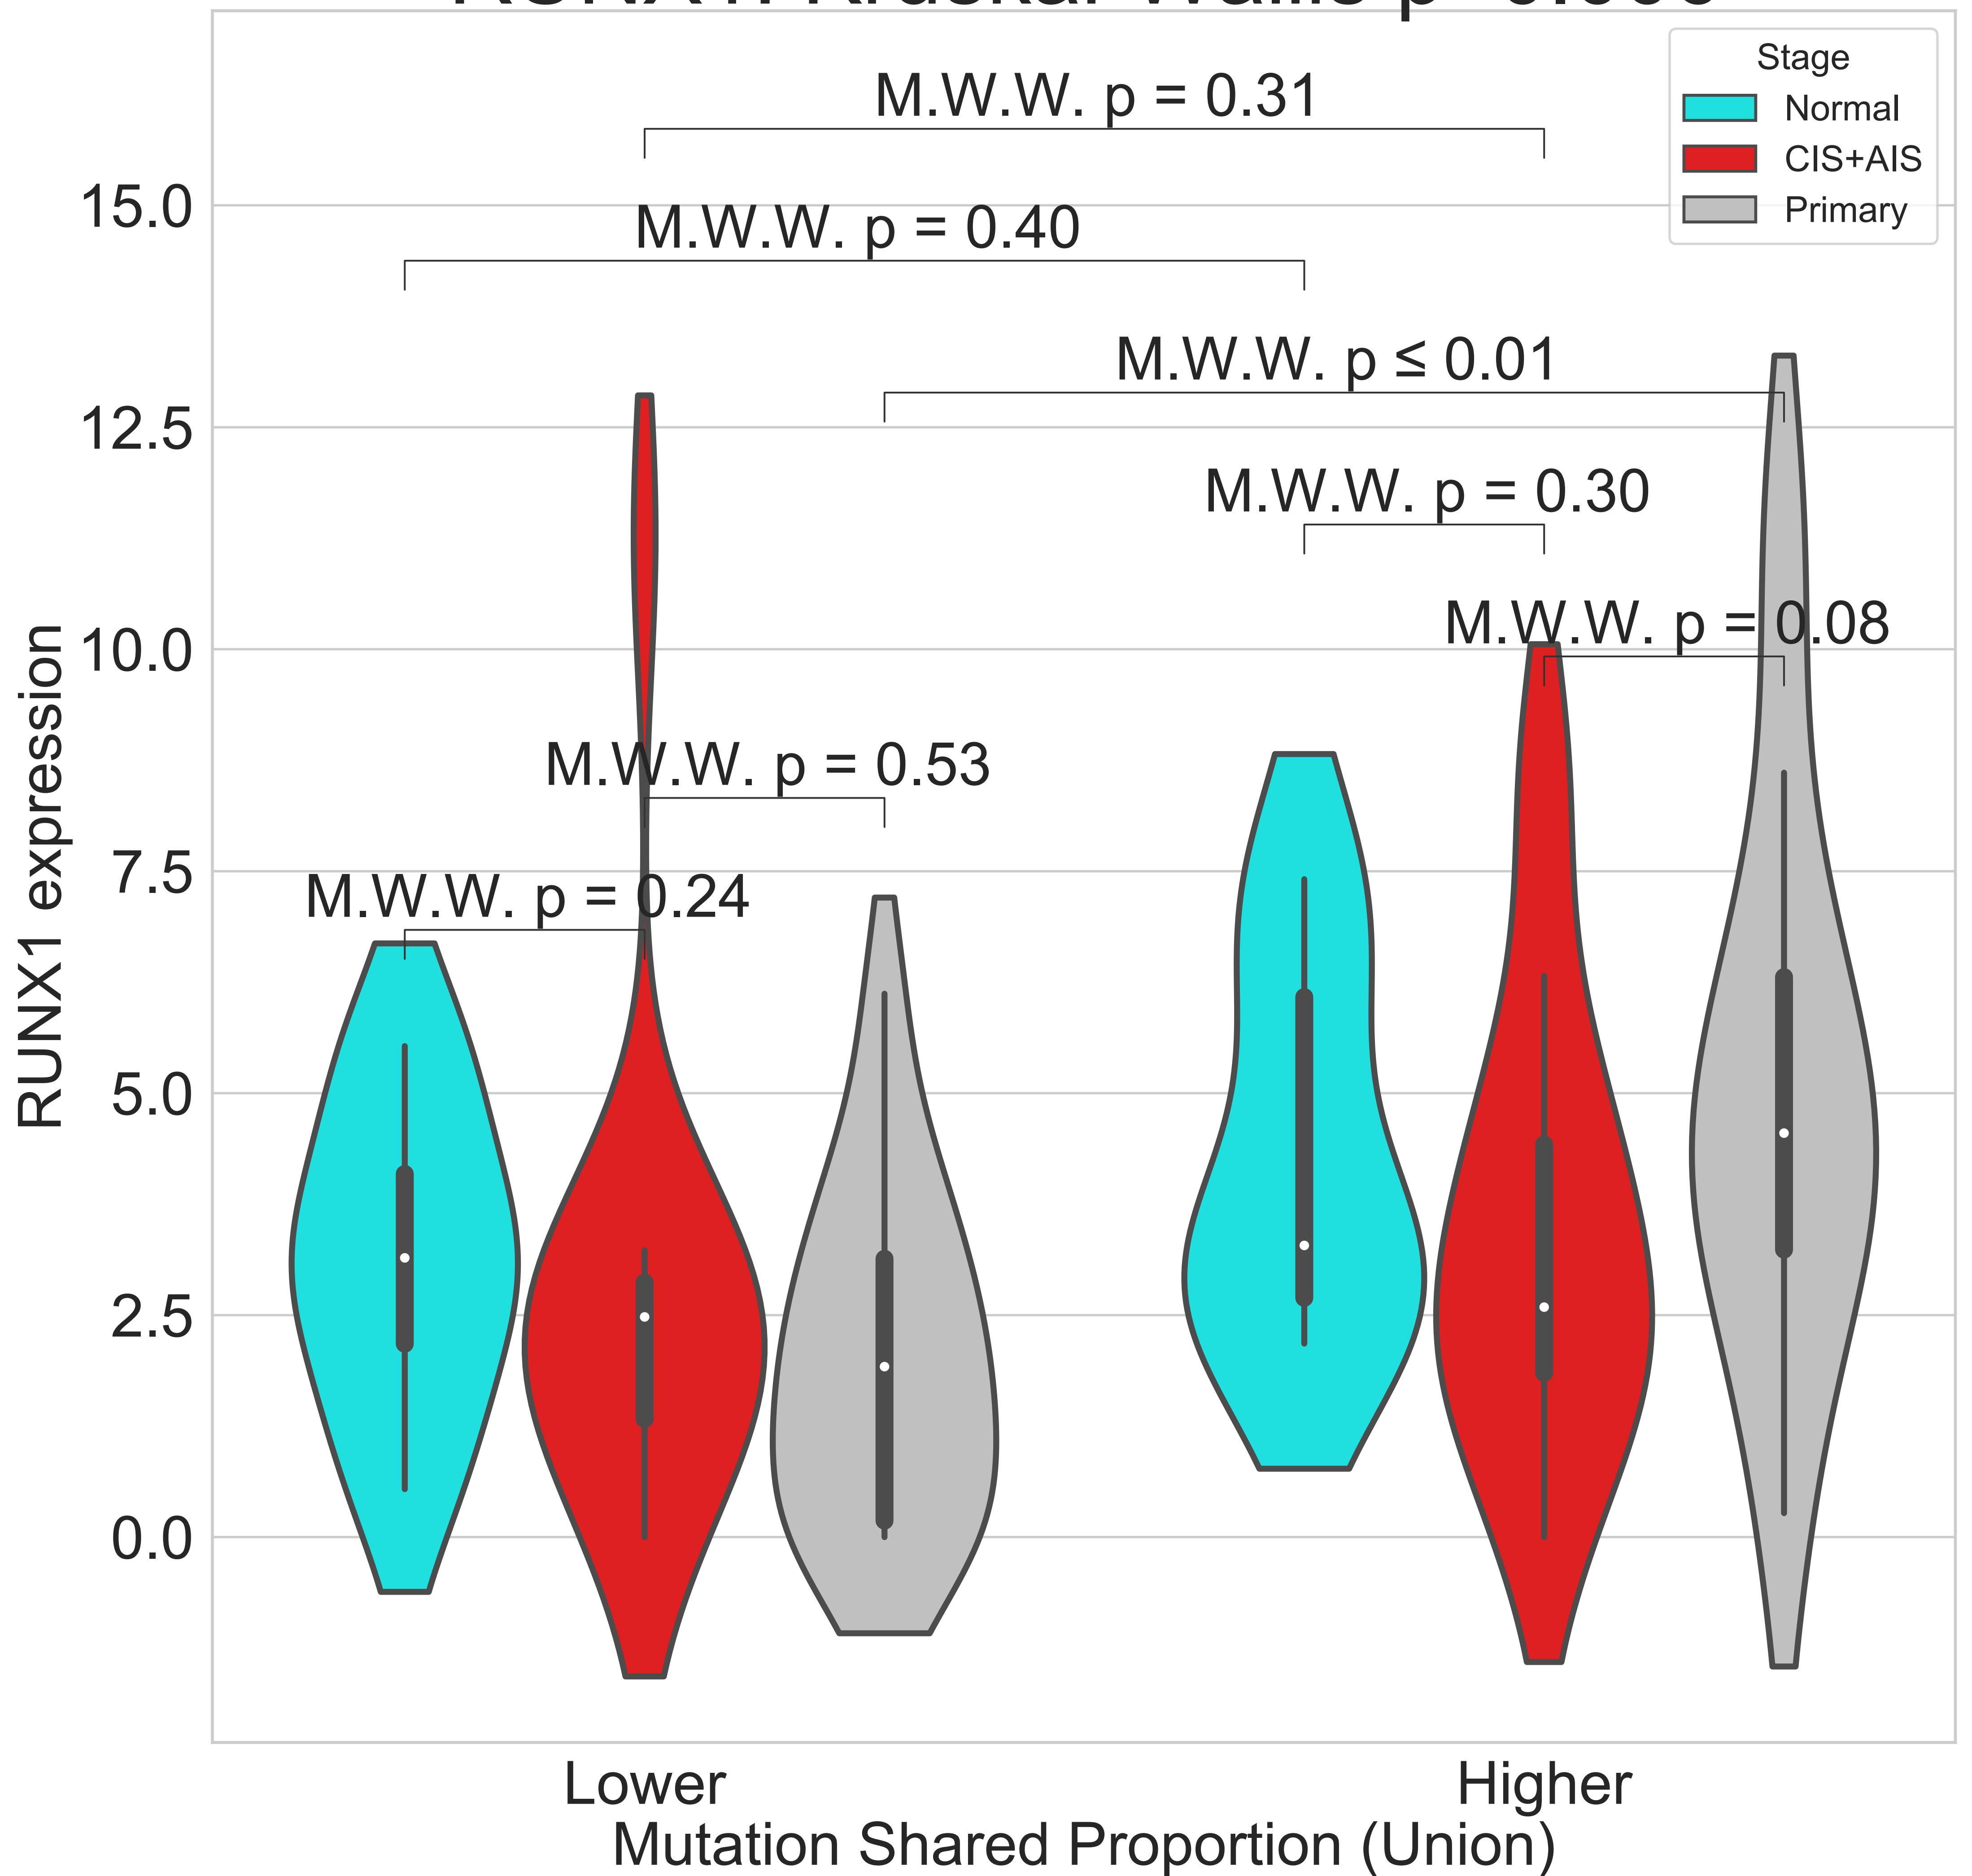 Stage
Normal
CIS+AIS
Primary
M.W.W. p = 0.31
M.W.W. p = 0.40
M.W.W. p ≤ 0.01
M.W.W. p = 0.30
M.W.W. p = 0.08
M.W.W. p = 0.53
M.W.W. p = 0.24
15.0
12.5
10.0
7.5
5.0
2.5
0.0
RUNX1 expression
Lower
Higher
Mutation Shared Proportion (Union)